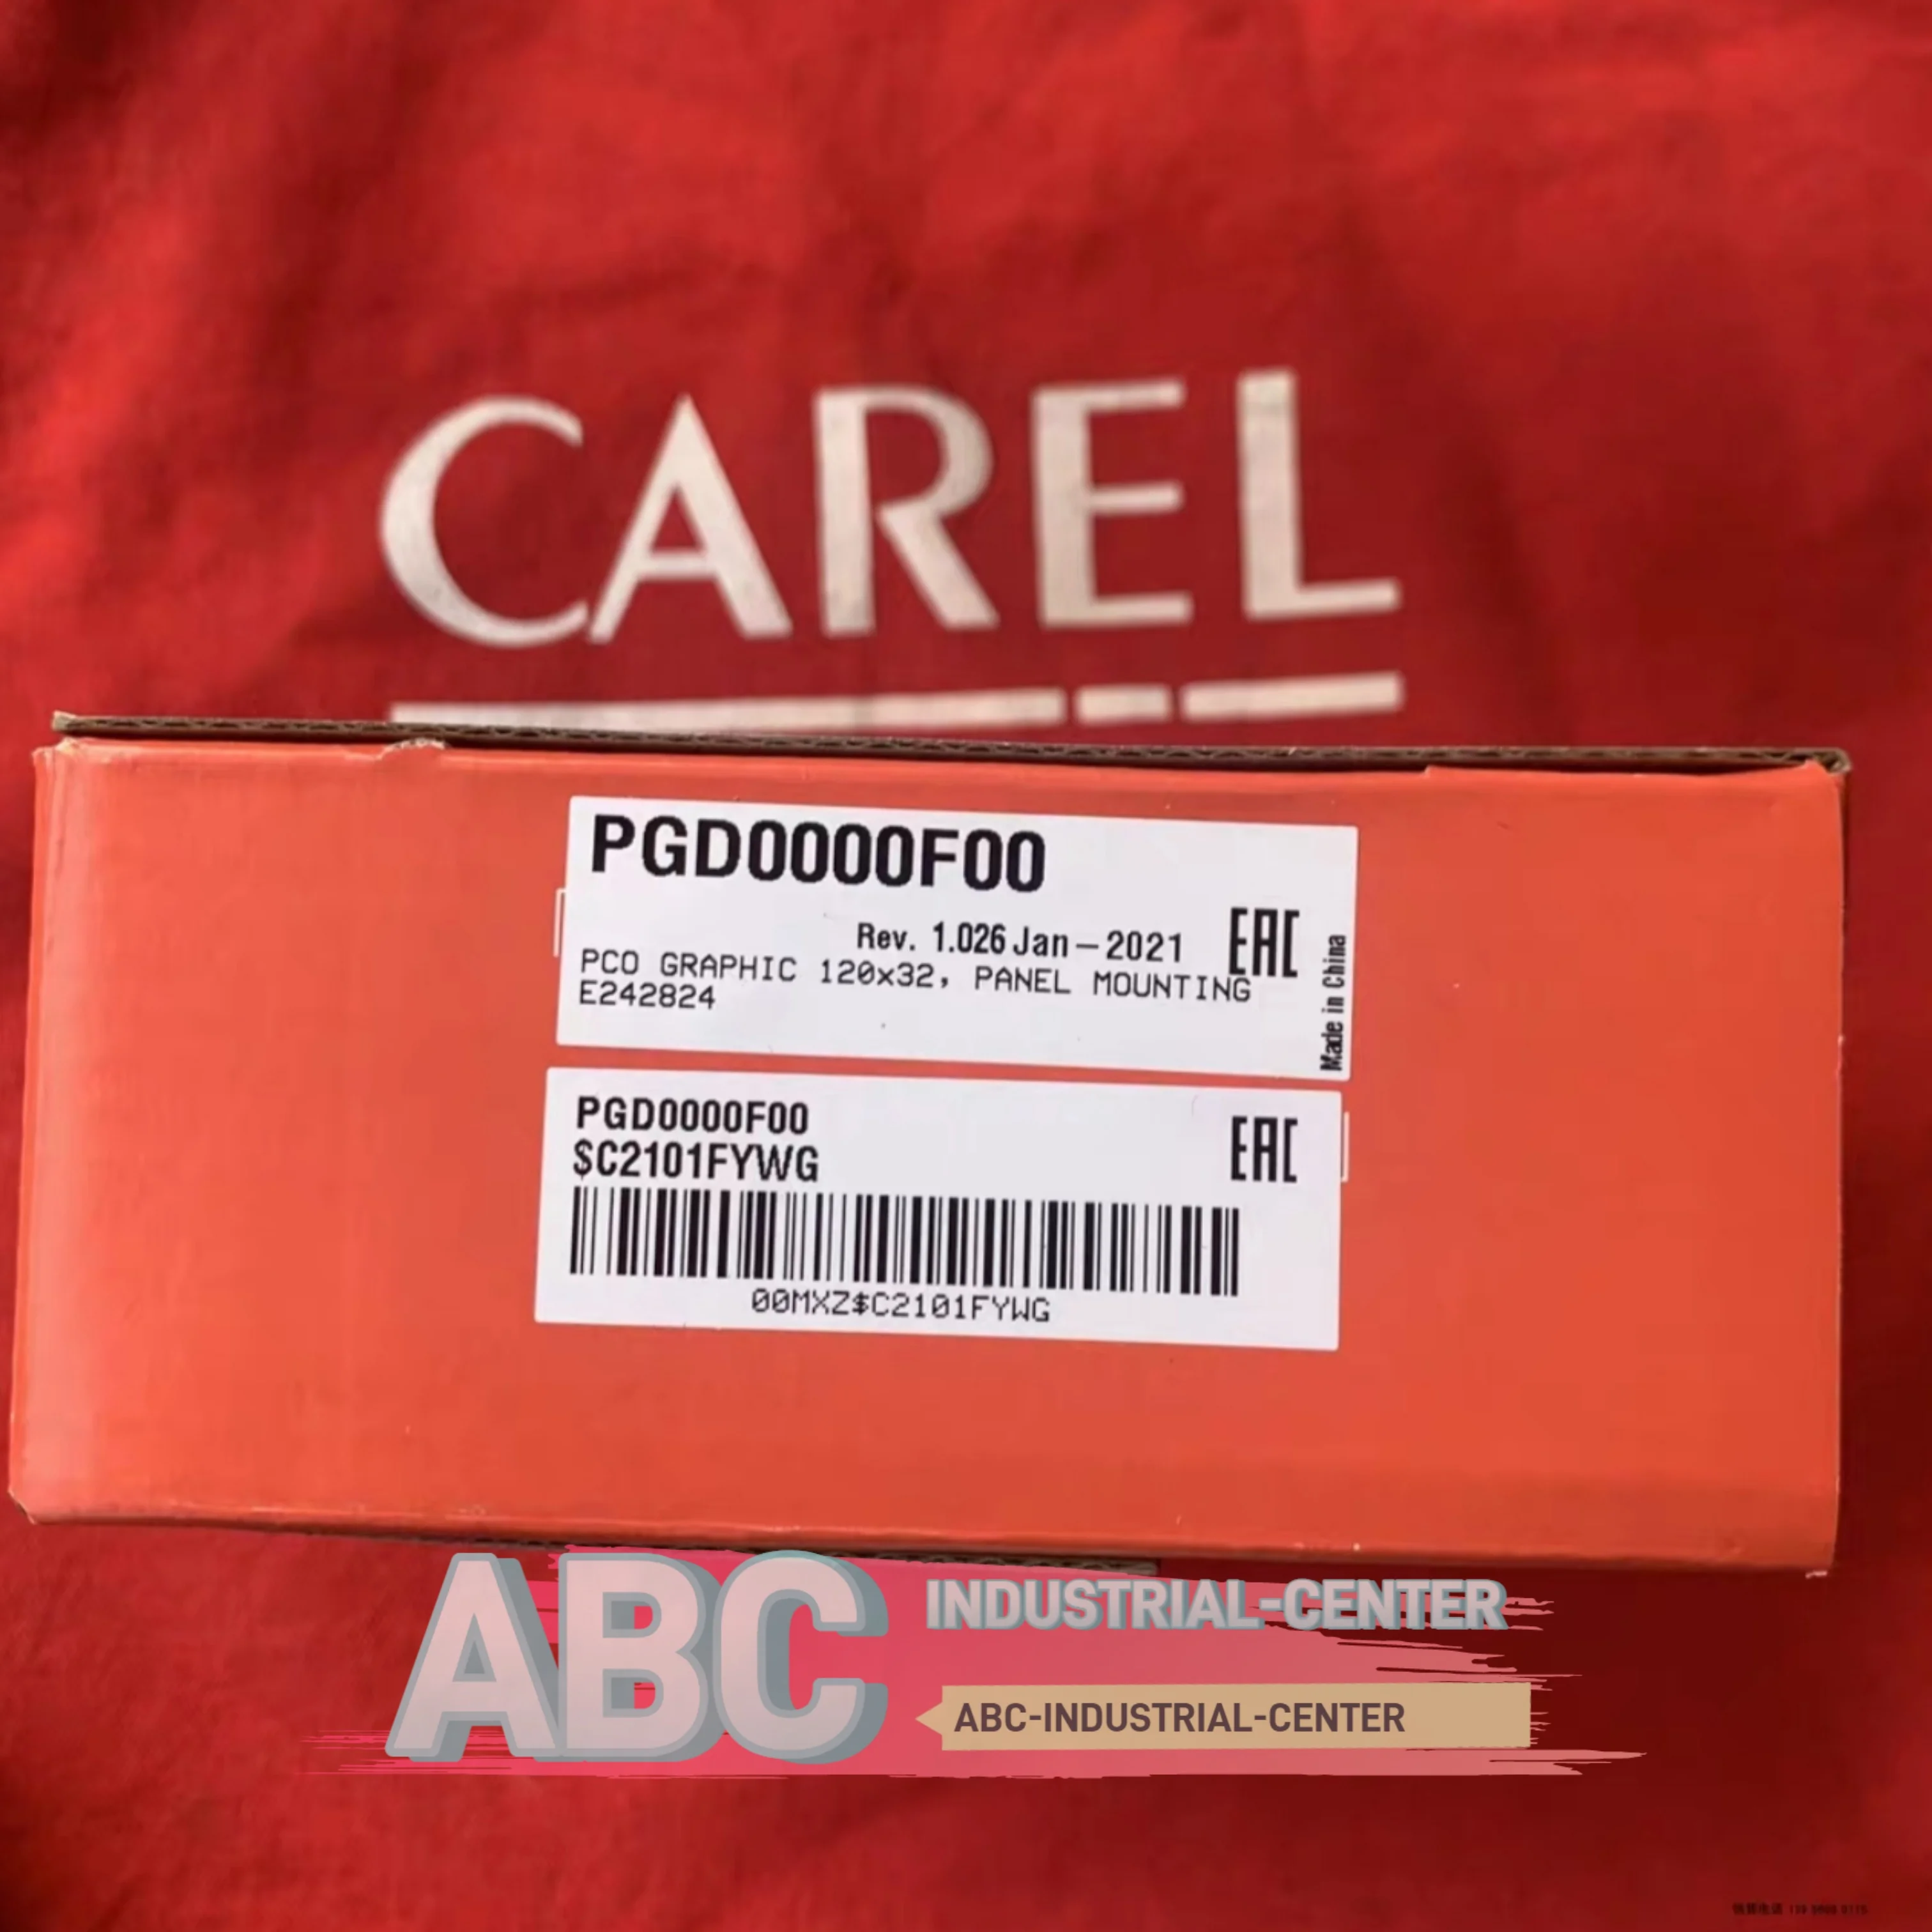 CAREL
PGD0000F00
Rev. 1.026 Jan-2021
EAC
PCO GRAPHIC 120x32, PANEL MOUNTING
E242824
Made in China
PGD0000F00
$C2101FYWG
EAC
00MXZ$C2101FYWG
ABC
INDUSTRIAL-CENTER
ABC-INDUSTRIAL-CENTER